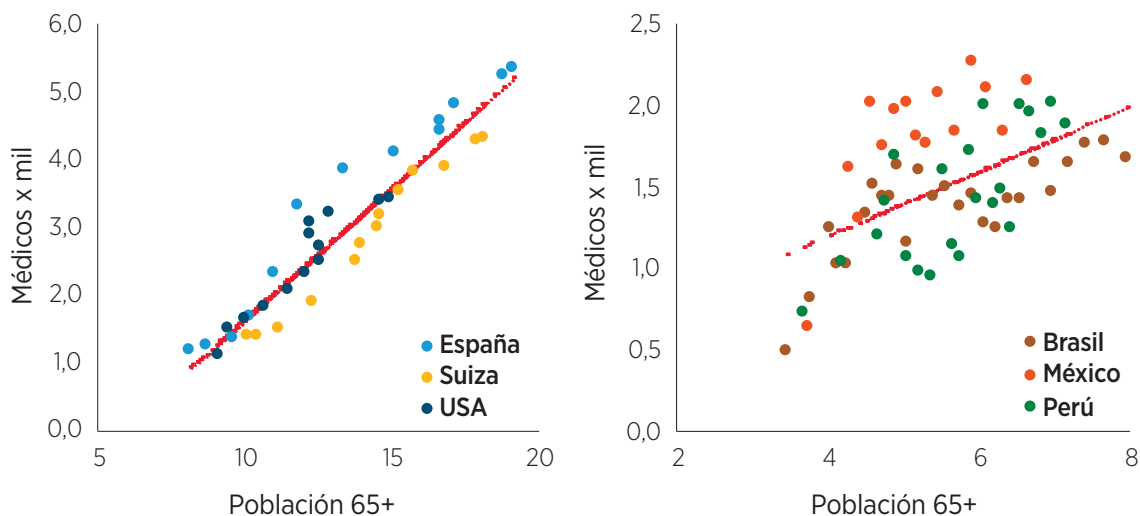 6,0
5,0
4,0
3,0
2,0
1,0
0,0
Médicos x mil
5
10
15
20
Población 65+
España
Suiza
USA
2,5
2,0
1,5
1,0
0,5
0,0
Médicos x mil
2
4
6
8
Población 65+
Brasil
México
Perú